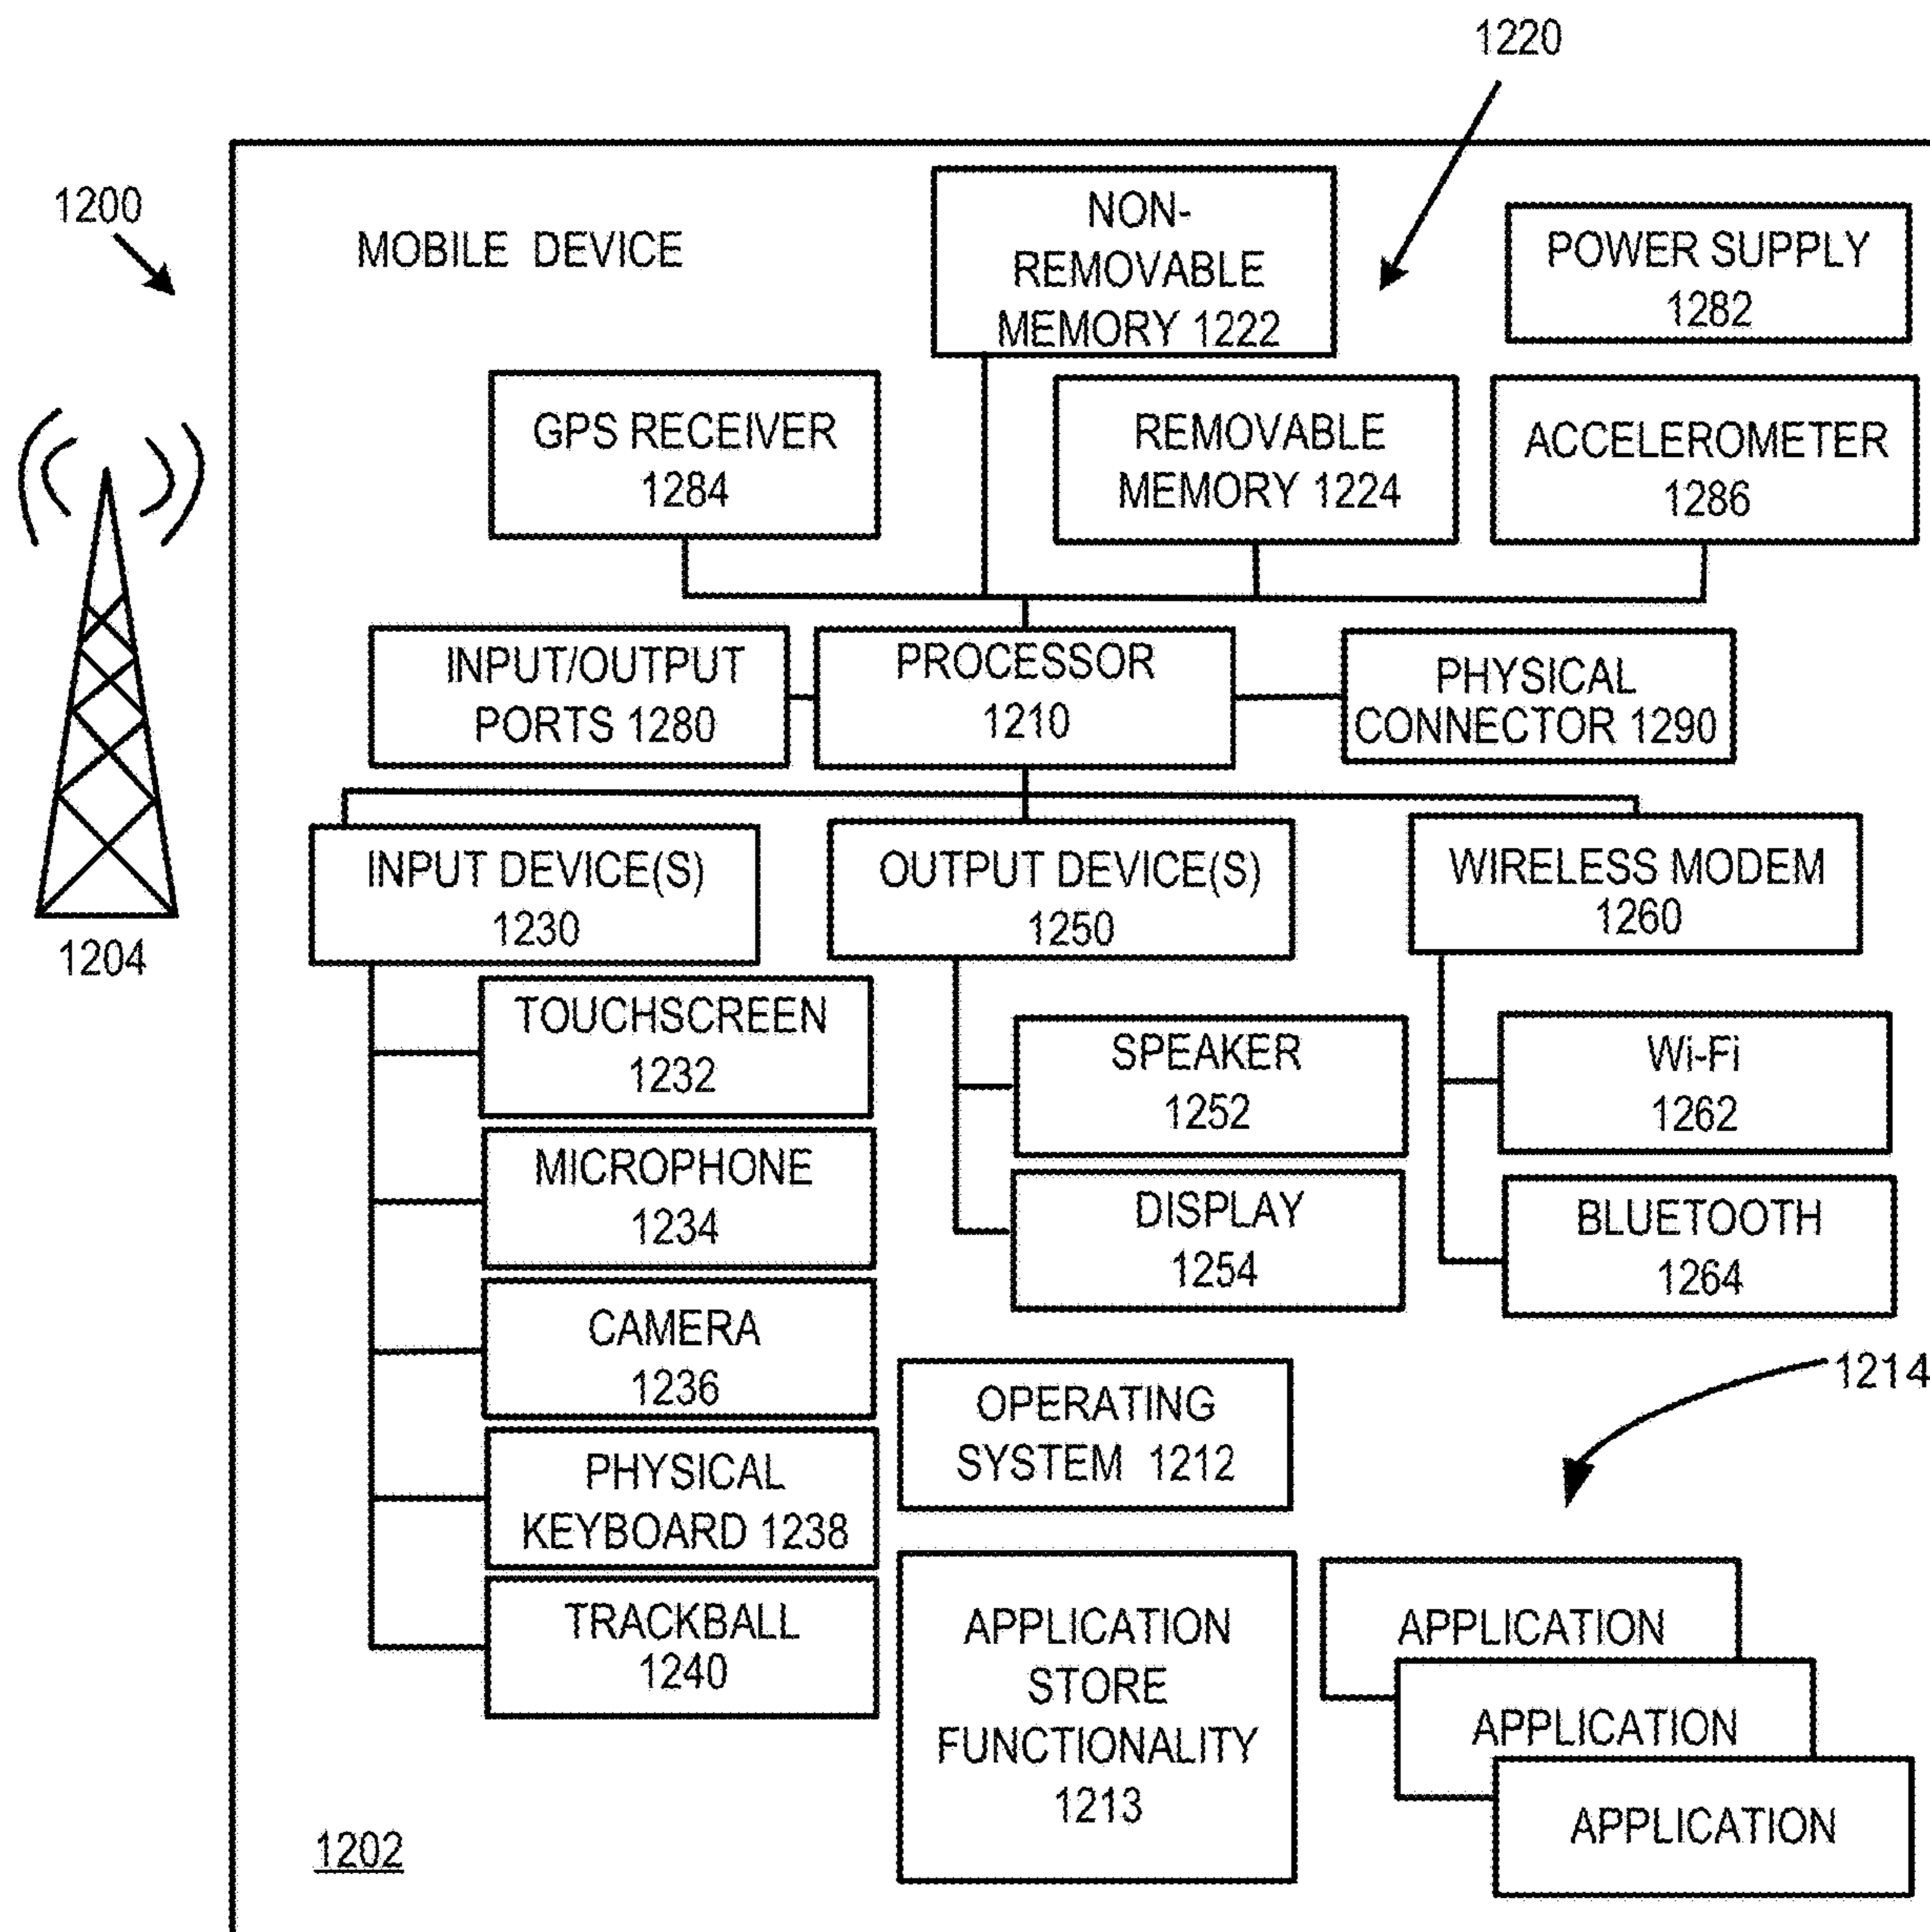 1220
1200
MOBILE DEVICE
NON-
REMOVABLE
MEMORY 1222
POWER SUPPLY
1282
GPS RECEIVER
1284
REMOVABLE
MEMORY 1224
ACCELEROMETER
1286
INPUT/OUTPUT
PORTS 1280
PROCESSOR
1210
PHYSICAL
CONNECTOR 1290
INPUT DEVICE(S)
1230
OUTPUT DEVICE(S)
1250
WIRELESS MODEM
1260
1204
TOUCHSCREEN
1232
SPEAKER
1252
Wi-Fi
1262
MICROPHONE
1234
DISPLAY
1254
BLUETOOTH
1264
CAMERA
1236
OPERATING
SYSTEM 1212
1214
PHYSICAL
KEYBOARD 1238
TRACKBALL
1240
APPLICATION
STORE
FUNCTIONALITY
1213
APPLICATION
APPLICATION
APPLICATION
1202